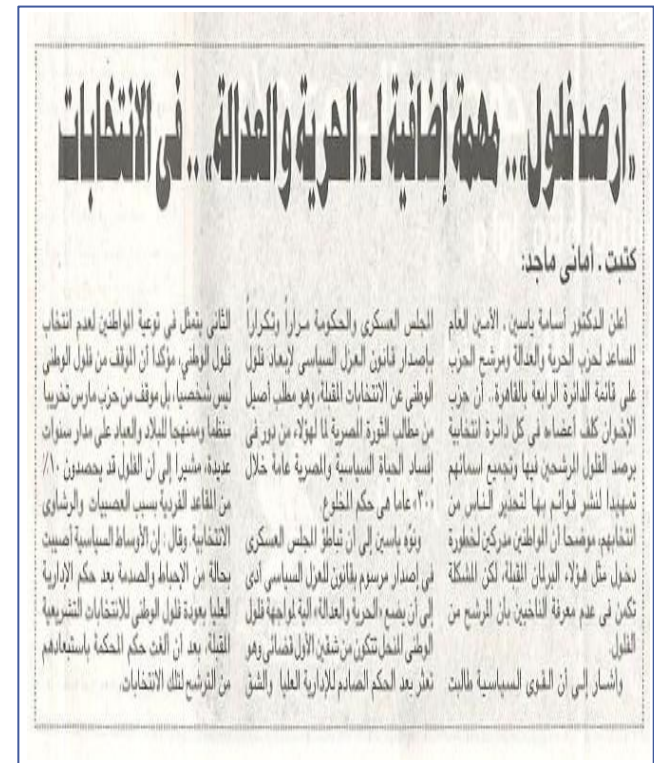 «ارصد فلول».. مهمة إضافية لـ «الحرية والعدالة».. فى الانتخابات
كتبت ـ أمانى ماجد:
أعلن الدكتور أسامة ياسين ـ الأمين العام
المساعد لحزب الحرية والعدالة ومرشح الحزب
على قائمة الدائرة الرابعة بالقاهرة ـ أن حزب
الإخوان كلف أعضاءه فى كل دائرة انتخابية
برصد الفلول المرشحين فيها وتجميع اسمائهم
تمهيدا لنشر قوائم بها لتحذير الناس من
انتخابهم، موضحا أن المواطنين مدركين لخطورة
دخول مثل هؤلاء البرلمان المقبلة، لكن المشكلة
تكمن فى عدم معرفة الناخبين بأن المرشح من
الفلول.
وأشار إلى أن القوى السياسية طالبت
المجلس العسكرى والحكومة مراراً وتكراراً
بإصدار قانون العزل السياسى لإبعاد فلول
الوطنى عن الانتخابات المقبلة، وهو مطلب أصيل
من مطالب الثورة المصرية لما لهؤلاء من دور فى
إفساد الحياة السياسية والمصرية عامة خلال
«٣٠» عاما هى حكم المخلوع.
ونوّه ياسين إلى أن تباطؤ المجلس العسكرى
فى إصدار مرسوم بقانون للعزل السياسى أدى
إلى أن يضع «الحرية والعدالة» آلية لمواجهة فلول
الوطنى المنحل تتكون من شقين الأول قضائى وهو
تعثر بعد الحكم الصادم للإدارية العليا والشق
الثانى يتمثل فى توعية المواطنين لعدم انتخاب
فلول الوطنى، مؤكدا أن الموقف من فلول الوطنى
ليس شخصيا، بل موقف من حزب مارس تخريبا
منظما وممنهجا للبلاد والعباد على مدار سنوات
عديدة، مشيرا إلى أن الفلول قد يحصدون ١٠٪
من المقاعد الفردية بسبب العصبيات والرشاوى
الانتخابية. وقال: إن الأوساط السياسية أصيبت
بحالة من الإحباط والصدمة بعد حكم الإدارية
العليا بعودة فلول الوطنى للانتخابات التشريعية
المقبلة، بعد أن ألغت حكم المحكمة باستبعادهم
من الترشح لتلك الانتخابات.